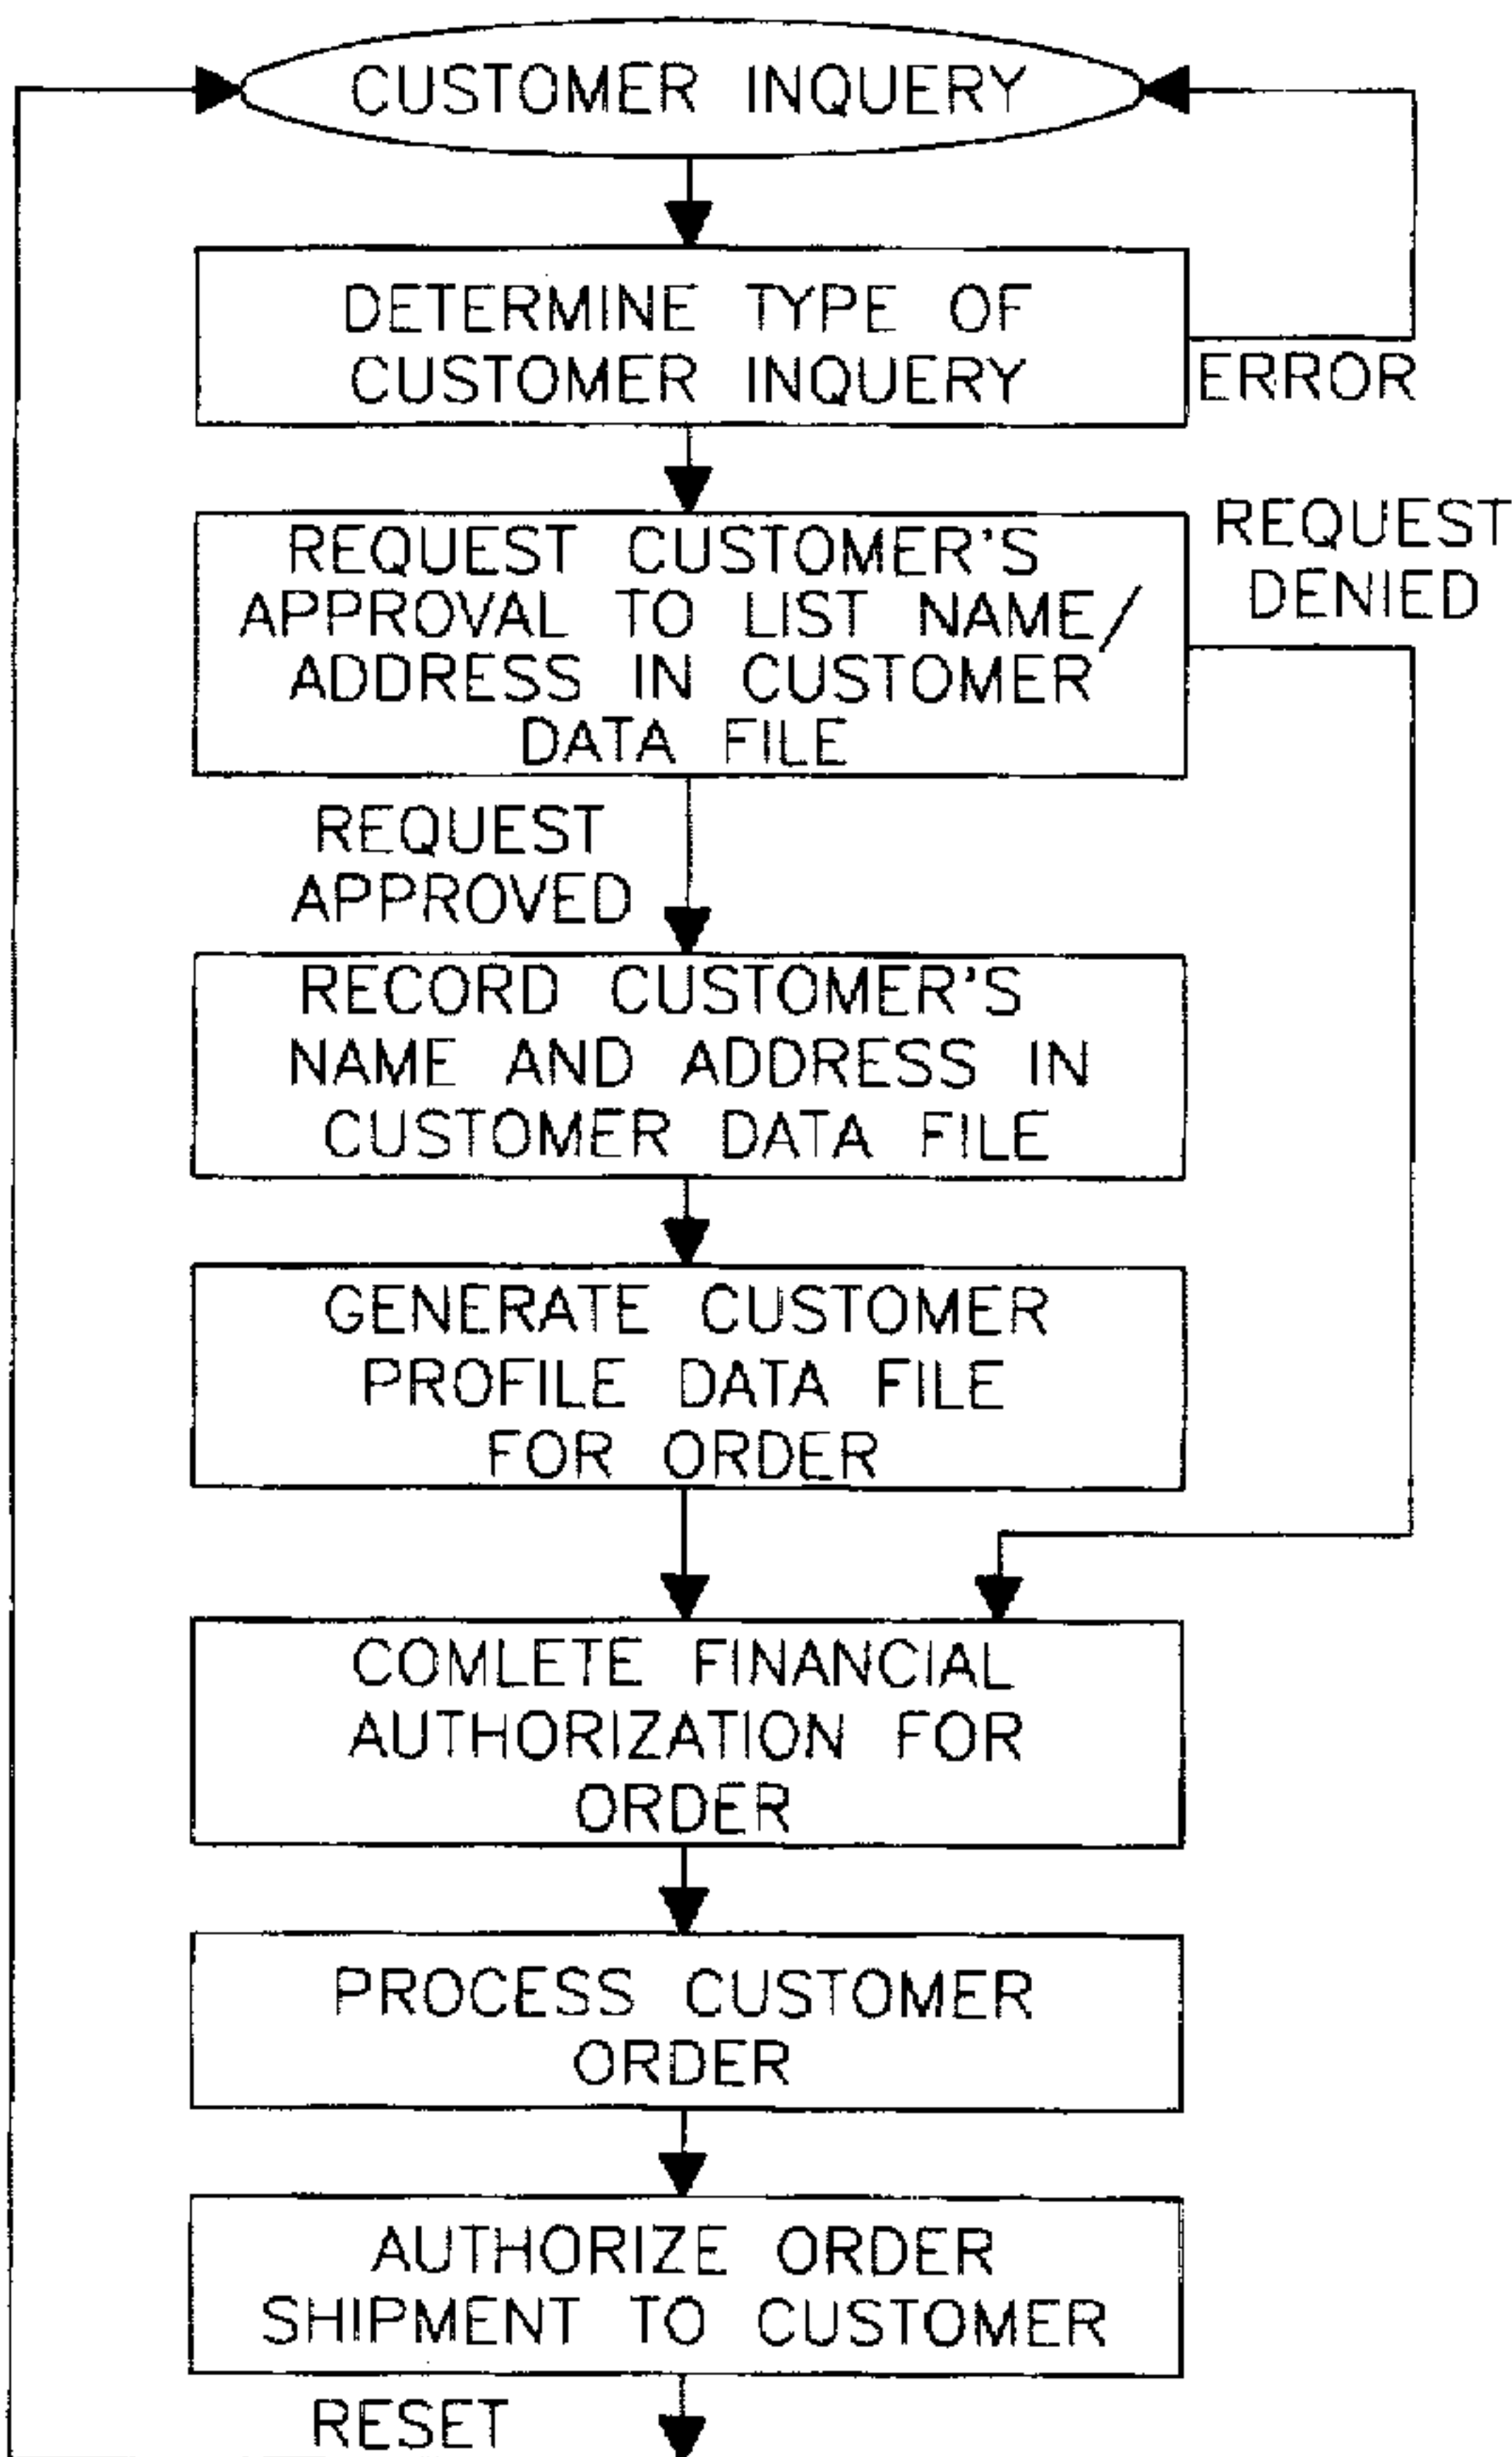 CUSTOMER INQUERY
DETERMINE TYPE OF
CUSTOMER INQUERY
ERROR
REQUEST CUSTOMER'S
APPROVAL TO LIST NAME/
ADDRESS IN CUSTOMER
DATA FILE
REQUEST
DENIED
REQUEST
APPROVED
RECORD CUSTOMER'S
NAME AND ADDRESS IN
CUSTOMER DATA FILE
GENERATE CUSTOMER
PROFILE DATA FILE
FOR ORDER
COMLETE FINANCIAL
AUTHORIZATION FOR
ORDER
PROCESS CUSTOMER
ORDER
AUTHORIZE ORDER
SHIPMENT TO CUSTOMER
RESET